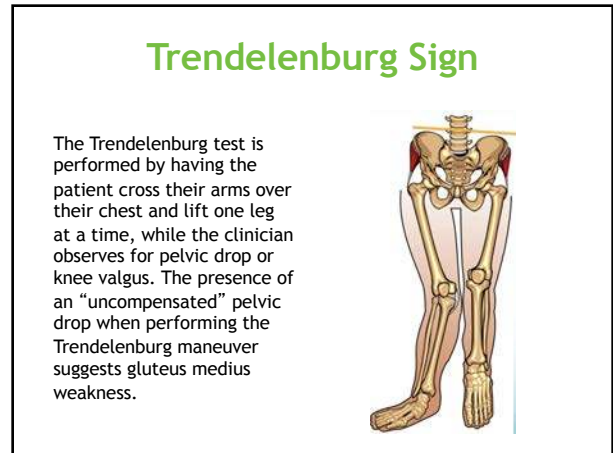 Trendelenburg Sign
The Trendelenburg test is
performed by having the
patient cross their arms over
their chest and lift one leg
at a time, while the clinician
observes for pelvic drop or
knee valgus. The presence of
an “uncompensated” pelvic
drop when performing the
Trendelenburg maneuver
suggests gluteus medius
weakness.